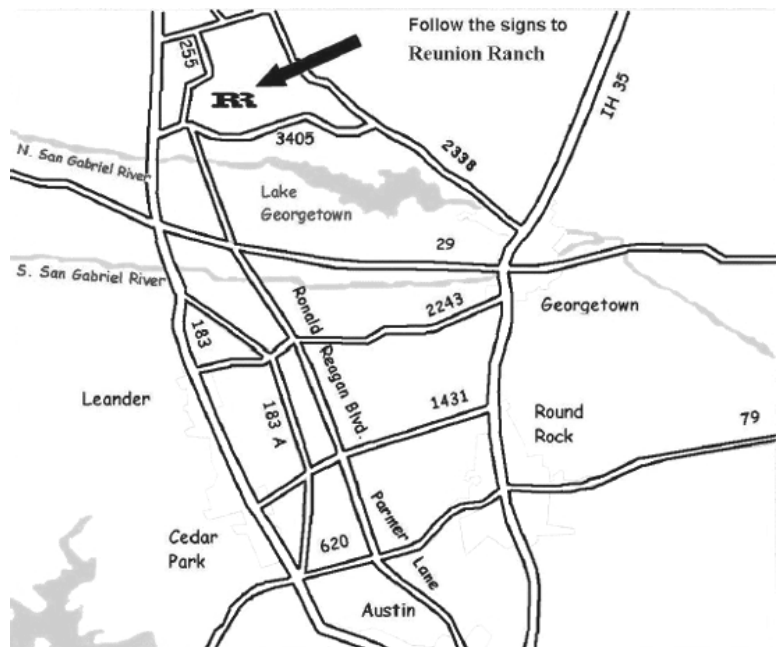 Follow the signs to
Reunion Ranch
255
IH 35
RR
3405
2338
N. San Gabriel River
Lake
Georgetown
29
S. San Gabriel River
2243
Georgetown
183
Ronald Reagan Blvd.
Leander
183 A
1431
Round
Rock
79
Cedar
Park
620
Parmer Lane
Austin